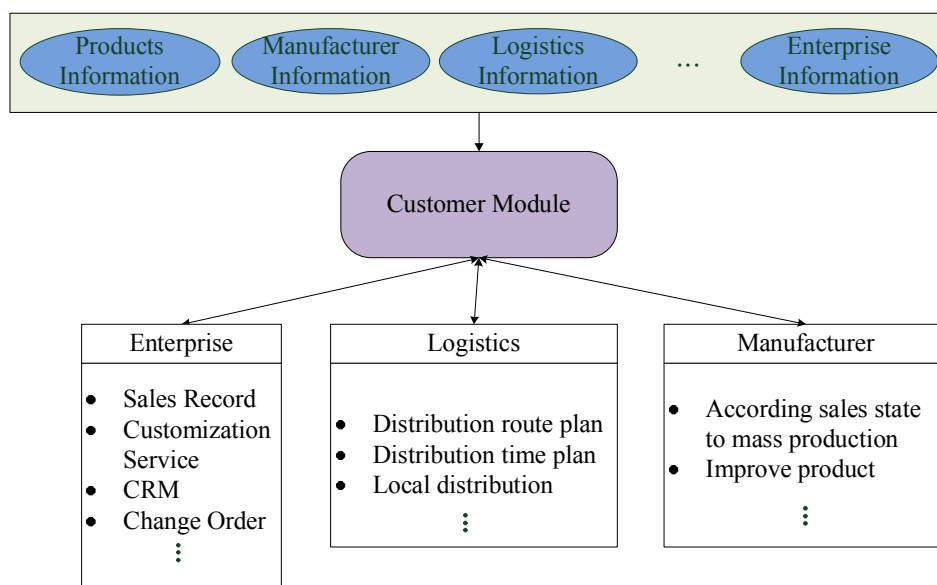 Products
Information
Manufacturer
Information
Logistics
Information
...
Enterprise
Information
Customer Module
Enterprise
• Sales Record
• Customization
Service
• CRM
• Change Order
⋮
Logistics
• Distribution route plan
• Distribution time plan
• Local distribution
⋮
Manufacturer
• According sales state
to mass production
• Improve product
⋮